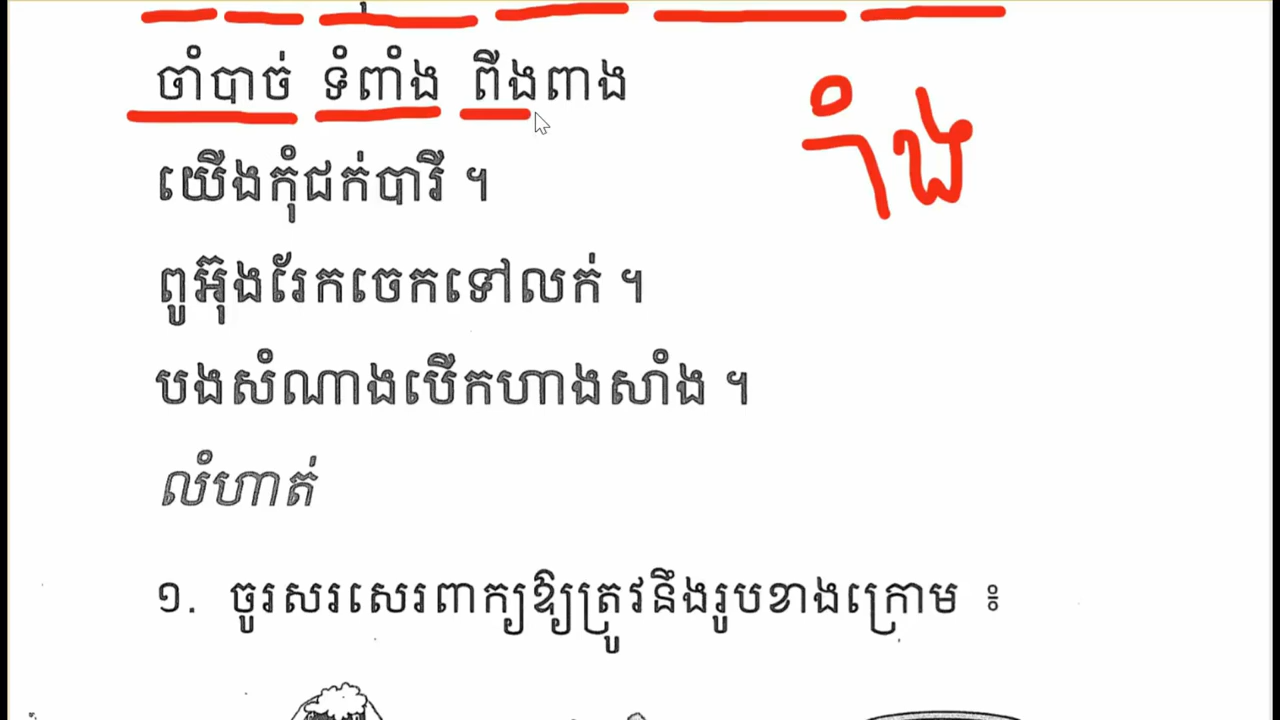 ចាំបាច់ ទំពាំង ពីងពាង
ាំង
យើងកុំជក់បារី ។
ពូអ៊ុងរែកចេកទៅលក់ ។
បងសំណាងបើកហាងសាំង ។
លំហាត់
១. ចូរសរសេរពាក្យឱ្យត្រូវនឹងរូបខាងក្រោម ៖